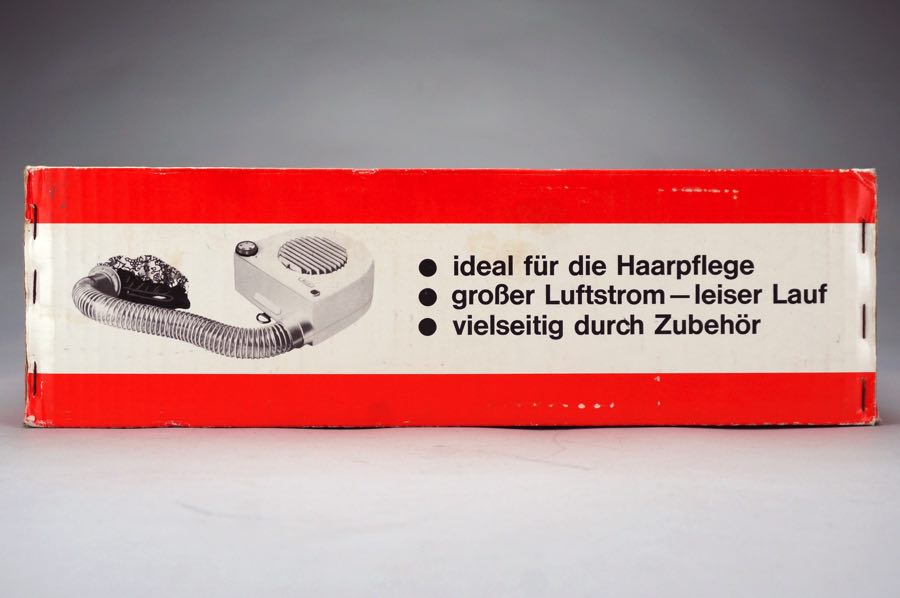 ● ideal für die Haarpflege
● großer Luftstrom—leiser Lauf
● vielseitig durch Zubehör